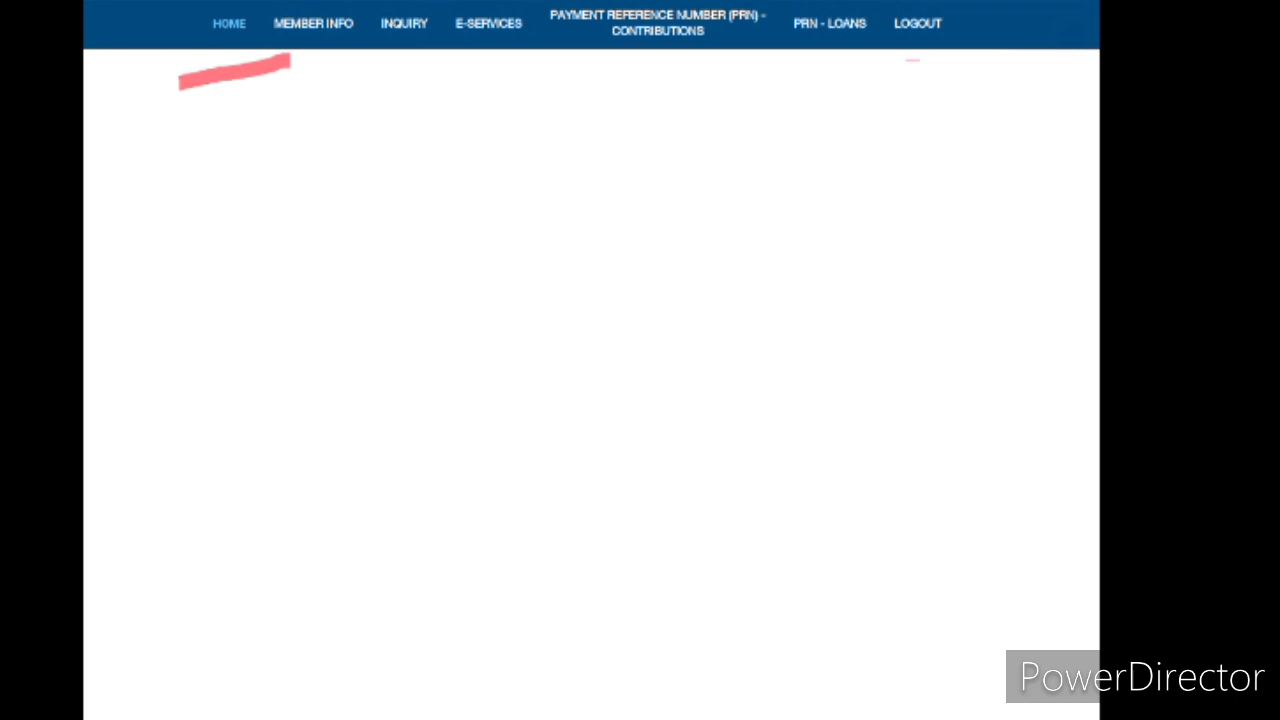 HOME MEMBER INFO INQUIRY E-SERVICES PAYMENT REFERENCE NUMBER (PRN) - PRN - LOANS LOGOUT
CONTRIBUTIONS
PowerDirector